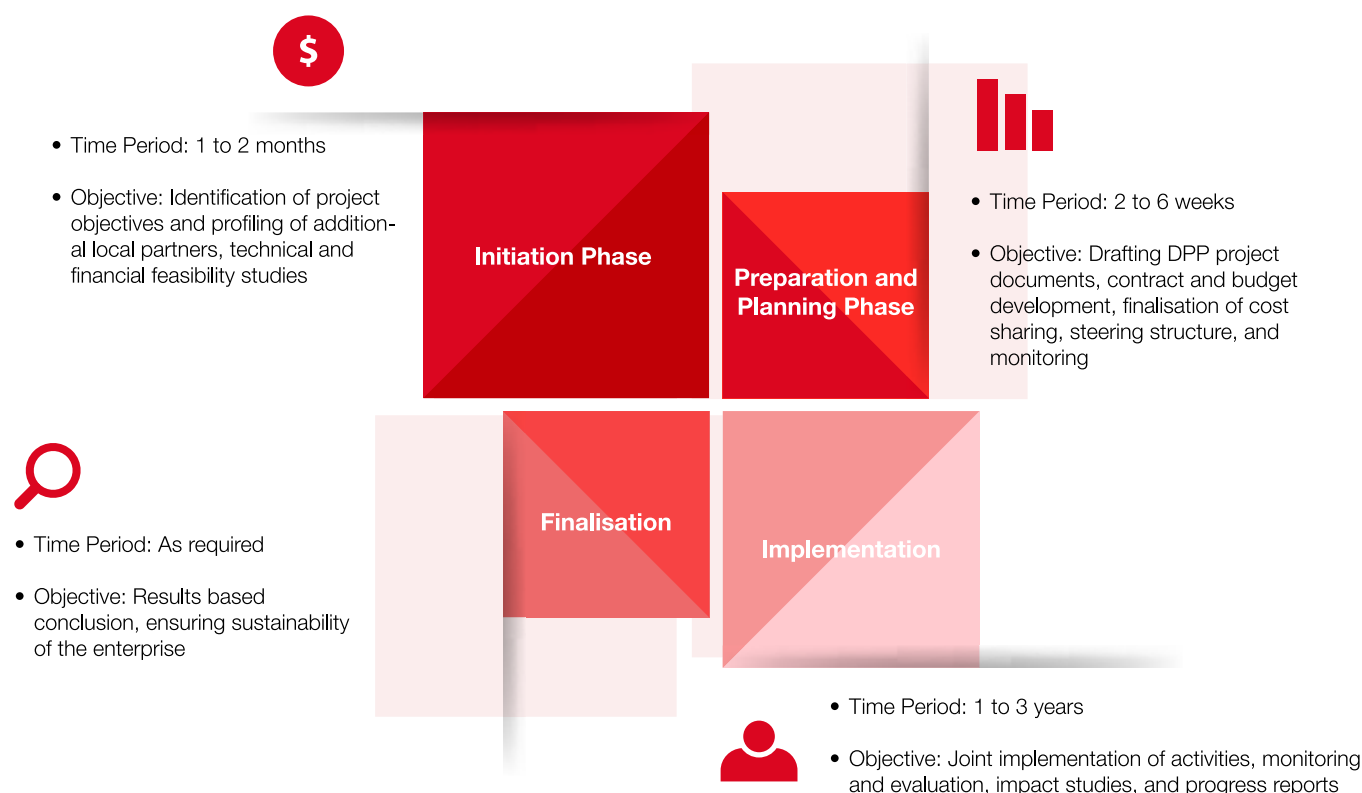 $
• Time Period: 1 to 2 months
• Objective: Identification of project
objectives and profiling of addition-
al local partners, technical and
financial feasibility studies
Initiation Phase
Preparation and
Planning Phase
• Time Period: 2 to 6 weeks
• Objective: Drafting DPP project
documents, contract and budget
development, finalisation of cost
sharing, steering structure, and
monitoring
Finalisation
• Time Period: As required
• Objective: Results based
conclusion, ensuring sustainability
of the enterprise
Implementation
• Time Period: 1 to 3 years
• Objective: Joint implementation of activities, monitoring
and evaluation, impact studies, and progress reports